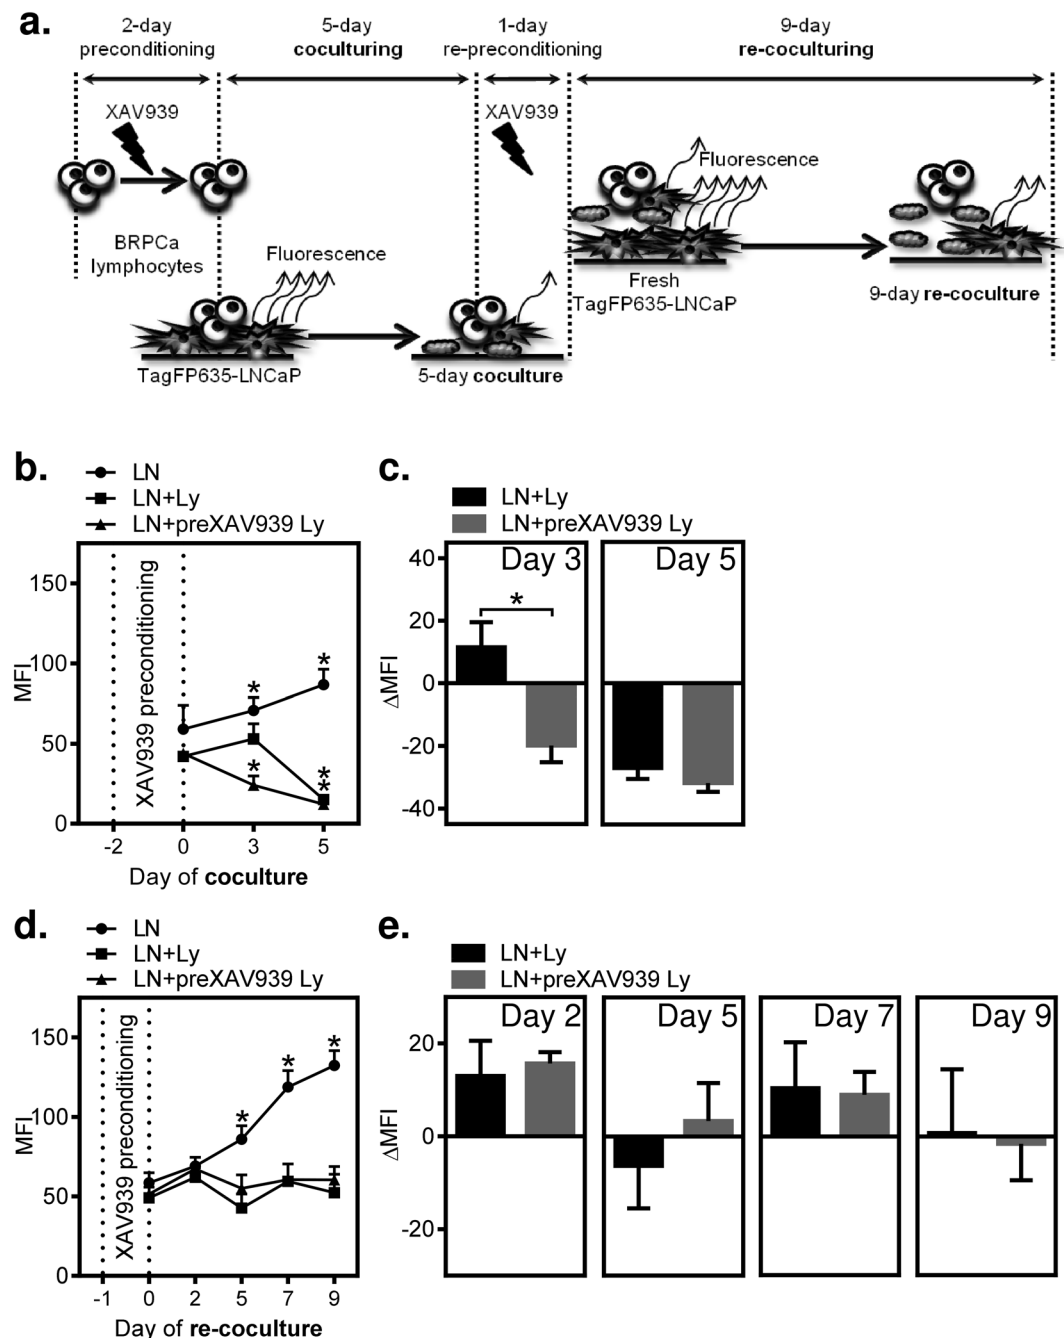 a.
2-day
preconditioning
5-day
coculturing
1-day
re-preconditioning
9-day
re-coculturing
XAV939
XAV939
Fluorescence
BRPCa
lymphocytes
Fluorescence
Fresh
TagFP635-LNCaP
9-day re-coculture
TagFP635-LNCaP
5-day coculture
b.
LN
LN+Ly
LN+preXAV939 Ly
MFI
150
100
50
0
XAV939 preconditioning
*
*
*
*
*
-2
0
3
5
Day of coculture
c.
LN+Ly
LN+preXAV939 Ly
ΔMFI
40
20
0
-20
-40
Day 3
*
Day 5
d.
LN
LN+Ly
LN+preXAV939 Ly
MFI
150
100
50
0
XAV939 preconditioning
*
*
*
-1
0
2
5
7
9
Day of re-coculture
e.
LN+Ly
LN+preXAV939 Ly
ΔMFI
20
0
-20
Day 2
Day 5
Day 7
Day 9